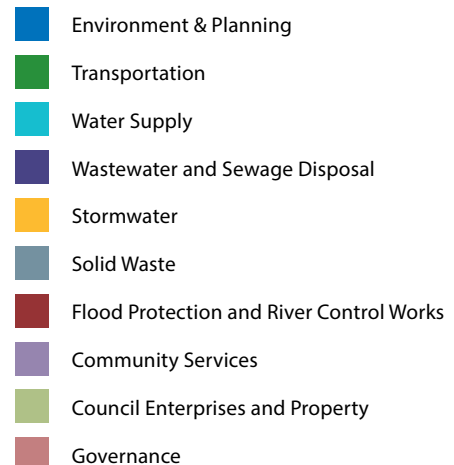 Environment & Planning
Transportation
Water Supply
Wastewater and Sewage Disposal
Stormwater
Solid Waste
Flood Protection and River Control Works
Community Services
Council Enterprises and Property
Governance